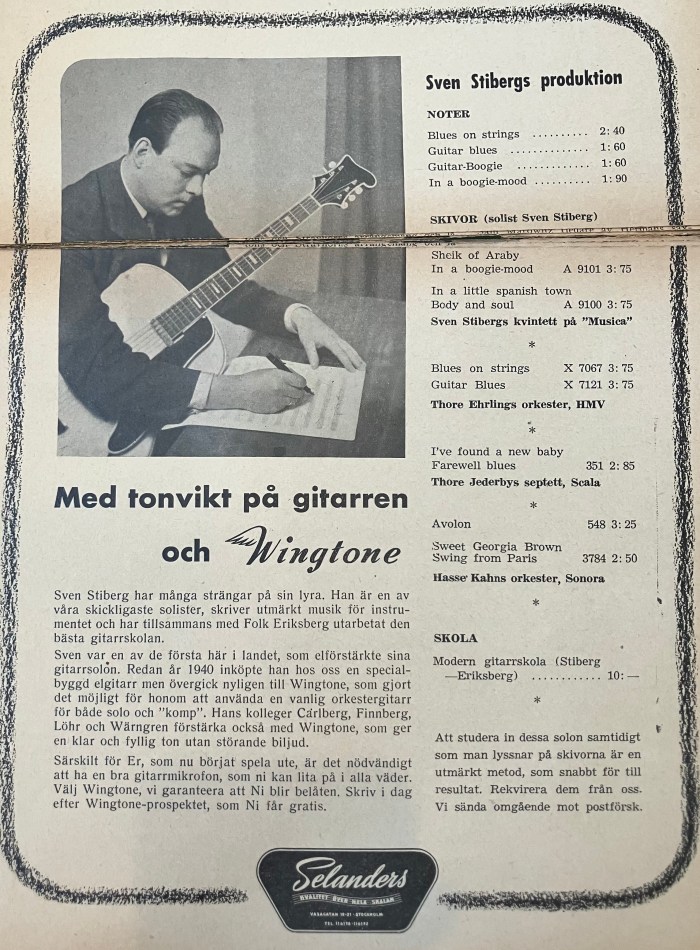 Med tonvikt på gitarren
och Wingtone
Sven Stiberg har många strängar på sin lyra. Han är en av
våra skickligaste solister, skriver utmärkt musik för instru-
mentet och har tillsammans med Folk Eriksberg utarbetat den
bästa gitarrskolan.
Sven var en av de första här i landet, som elförstärkte sina
gitarrsolon. Redan år 1940 inköpte han hos oss en special-
byggd elgitarr men övergick nyligen till Wingtone, som gjort
det möjligt för honom att använda en vanlig orkestergitarr
för både solo och "komp". Hans kolleger Carlberg, Finnberg,
Löhr och Wärngren förstärka också med Wingtone, som ger
en klar och fyllig ton utan störande biljud.
Särskilt för Er, som nu börjat spela ute, är det nödvändigt
att ha en bra gitarrmikrofon, som ni kan lita på i alla väder.
Välj Wingtone, vi garantera att Ni blir belåten. Skriv i dag
efter Wingtone-prospektet, som Ni får gratis.
Sven Stibergs produktion
NOTER
Blues on strings .......... 2:40
Guitar blues ............. 1:60
Guitar-Boogie ............ 1:60
In a boogie-mood .......... 1:90
SKIVOR (solist Sven Stiberg)
Sheik of Araby
In a boogie-mood A 9101 3:75
In a little spanish town
Body and soul A 9100 3:75
Sven Stibergs kvintett på "Musica"
*
Blues on strings X 7067 3:75
Guitar Blues X 7121 3:75
Thore Ehrlings orkester, HMV
*
I've found a new baby
Farewell blues 351 2:85
Thore Jederbys septett, Scala
*
Avolon 548 3:25
Sweet Georgia Brown
Swing from Paris 3784 2:50
Hasse Kahns orkester, Sonora
*
SKOLA
Modern gitarrskola (Stiberg
—Eriksberg) ............ 10:—
*
Att studera in dessa solon samtidigt
som man lyssnar på skivorna är en
utmärkt metod, som snabbt för till
resultat. Rekvirera dem från oss.
Vi sända omgående mot postförsk.
Selanders
KVALITET ÖVER HELA SKALAN
VASAGATAN 19-21 - STOCKHOLM